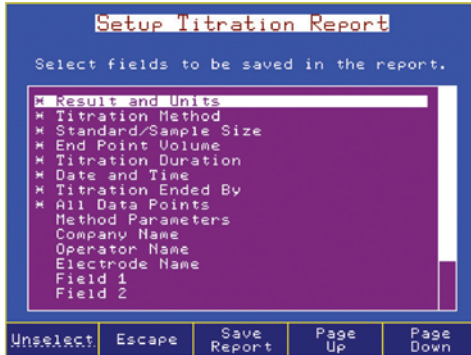 Setup Titration Report
Select fields to be saved in the report.
* Result and Units
* Titration Method
* Standard/Sample Size
* End Point Volume
* Titration Duration
* Date and Time
* Titration Ended By
* All Data Points
Method Parameters
Company Name
Operator Name
Electrode Name
Field 1
Field 2
Unselect
Escape
Save Report
Page Up
Page Down